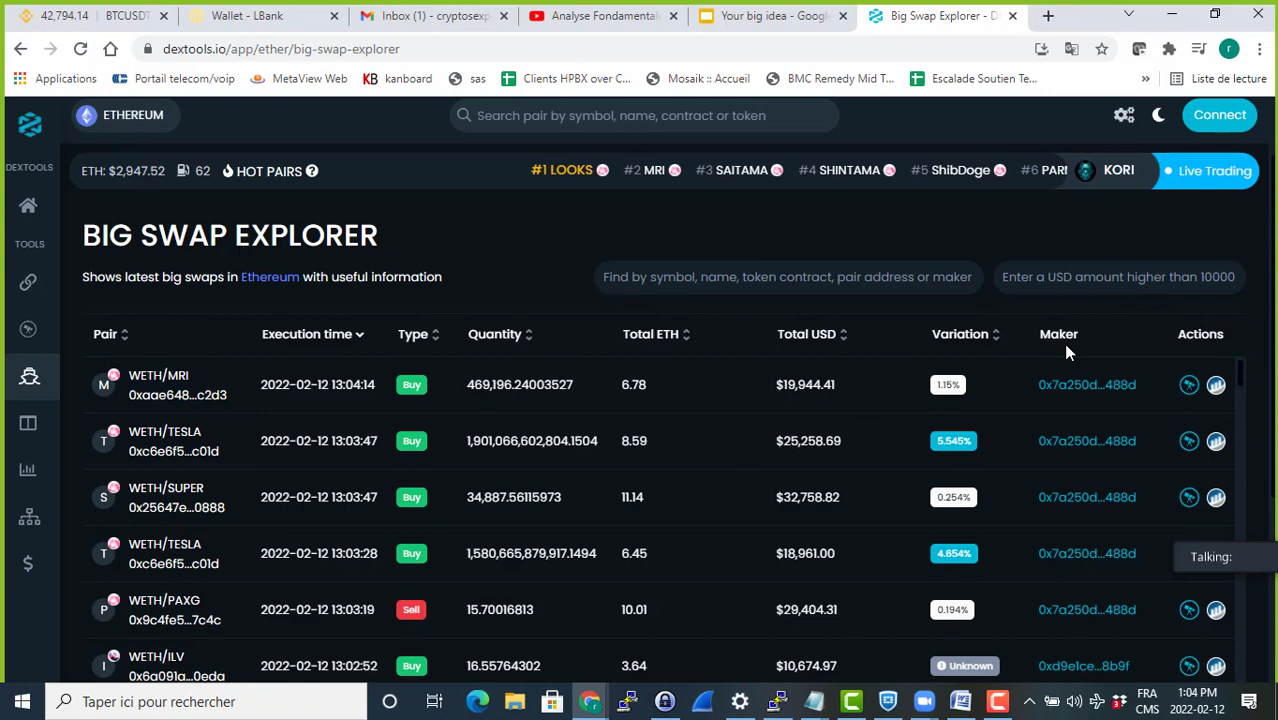 42,794.14 | BTCUSDT
Wallet - LBank
Inbox (1) - cryptosexp
Analyse Fondamental
Your big idea - Google
Big Swap Explorer - D
dextools.io/app/ether/big-swap-explorer
r
Applications
Portail telecom/voip
MetaView Web
KB kanboard
sas
Clients HPBX over C...
Mosaik :: Accueil
BMC Remedy Mid T...
Escalade Soutien Te...
»
Liste de lecture
ETHEREUM
Search pair by symbol, name, contract or token
Connect
DEXTOOLS
ETH: $2,947.52 62 HOT PAIRS
#1 LOOKS #2 MRI #3 SAITAMA #4 SHINTAMA #5 ShibDoge #6 PARI KORI
Live Trading
BIG SWAP EXPLORER
TOOLS
Shows latest big swaps in Ethereum with useful information
Find by symbol, name, token contract, pair address or maker
Enter a USD amount higher than 10000
Pair Execution time Type Quantity Total ETH Total USD Variation Maker Actions
M WETH/MRI
0xaae648...c2d3 2022-02-12 13:04:14 Buy 469,196.24003527 6.78 $19,944.41 1.15% 0x7a250d...488d
T WETH/TESLA
0xc6e6f5...c01d 2022-02-12 13:03:47 Buy 1,901,066,602,804.1504 8.59 $25,258.69 5.545% 0x7a250d...488d
S WETH/SUPER
0x25647e...0888 2022-02-12 13:03:47 Buy 34,887.56115973 11.14 $32,758.82 0.254% 0x7a250d...488d
T WETH/TESLA
0xc6e6f5...c01d 2022-02-12 13:03:28 Buy 1,580,665,879,917.1494 6.45 $18,961.00 4.654% 0x7a250d...488d
Talking:
P WETH/PAXG
0x9c4fe5...7c4c 2022-02-12 13:03:19 Sell 15.70016813 10.01 $29,404.31 0.194% 0x7a250d...488d
I WETH/ILV
0x6a091a...0eda 2022-02-12 13:02:52 Buy 16.55764302 3.64 $10,674.97 Unknown 0xd9e1ce...8b9f
Taper ici pour rechercher
FRA
CMS
1:04 PM
2022-02-12